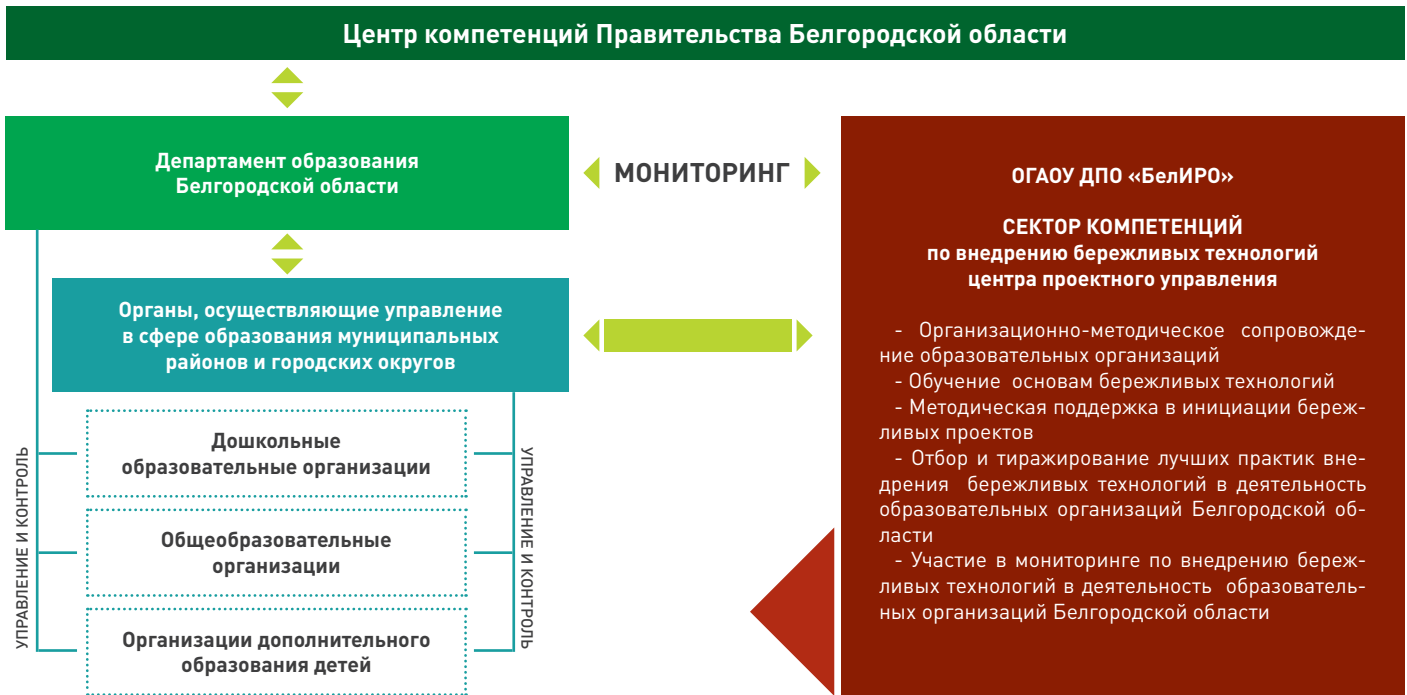 Центр компетенций Правительства Белгородской области
Департамент образования
Белгородской области
МОНИТОРИНГ
Органы, осуществляющие управление
в сфере образования муниципальных
районов и городских округов
УПРАВЛЕНИЕ И КОНТРОЛЬ
Дошкольные
образовательные организации
Общеобразовательные
организации
Организации дополнительного
образования детей
УПРАВЛЕНИЕ И КОНТРОЛЬ
ОГАОУ ДПО «БелИРО»
СЕКТОР КОМПЕТЕНЦИЙ
по внедрению бережливых технологий
центра проектного управления
- Организационно-методическое сопровожде-
ние образовательных организаций
- Обучение основам бережливых технологий
- Методическая поддержка в инициации береж-
ливых проектов
- Отбор и тиражирование лучших практик вне-
дрения бережливых технологий в деятельность
образовательных организаций Белгородской об-
ласти
- Участие в мониторинге по внедрению береж-
ливых технологий в деятельность образователь-
ных организаций Белгородской области